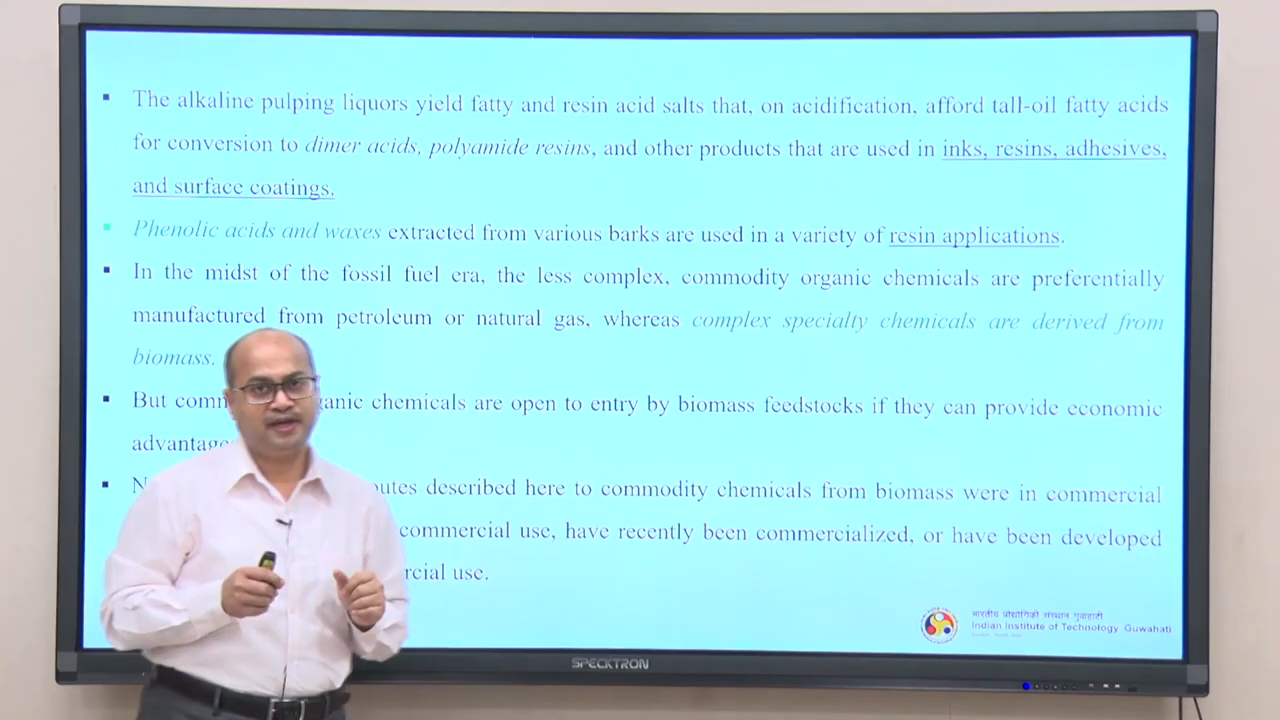 ▪ The alkaline pulping liquors yield fatty and resin acid salts that, on acidification, afford tall-oil fatty acids
for conversion to dimer acids, polyamide resins, and other products that are used in inks, resins, adhesives,
and surface coatings.
▪ Phenolic acids and waxes extracted from various barks are used in a variety of resin applications.
▪ In the midst of the fossil fuel era, the less complex, commodity organic chemicals are preferentially
manufactured from petroleum or natural gas, whereas complex specialty chemicals are derived from
biomass.
▪ But chemicals are open to entry by biomass feedstocks if they can provide economic
▪ described here to commodity chemicals from biomass were in commercial
commercial use, have recently been commercialized, or have been developed
use.
भारतीय प्रौद्योगिकी संस्थान गुवाहाटी
Indian Institute of Technology Guwahati
SPECKTRON